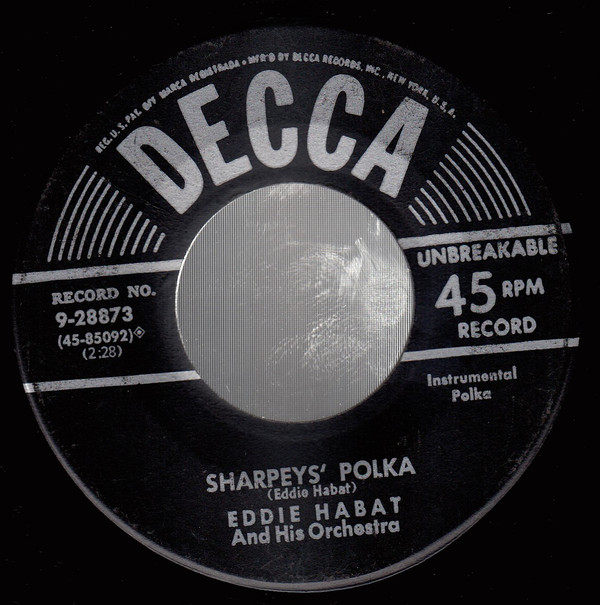 REG. U.S. PAT. OFF. MARCA REGISTRADA • MFR'D BY DECCA RECORDS, INC., NEW YORK, U.S.A.
DECCA
RECORD NO.
9-28873
(45-85092)
(2:28)
UNBREAKABLE
45 RPM
RECORD
Instrumental
Polka
SHARPEYS' POLKA
(Eddie Habat)
EDDIE HABAT
And His Orchestra